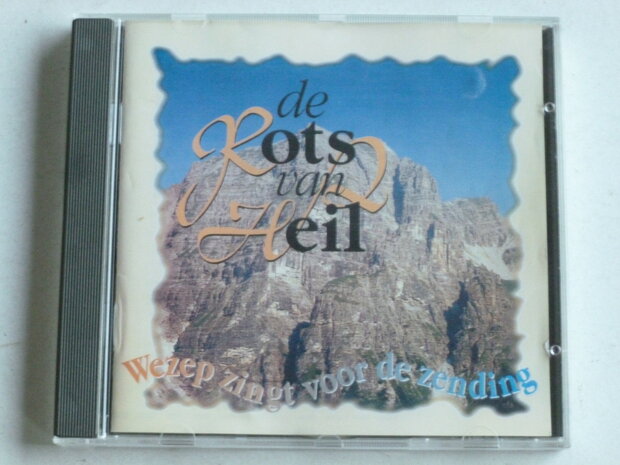 de
Rots
van
Heil
Wezep zingt voor de zending